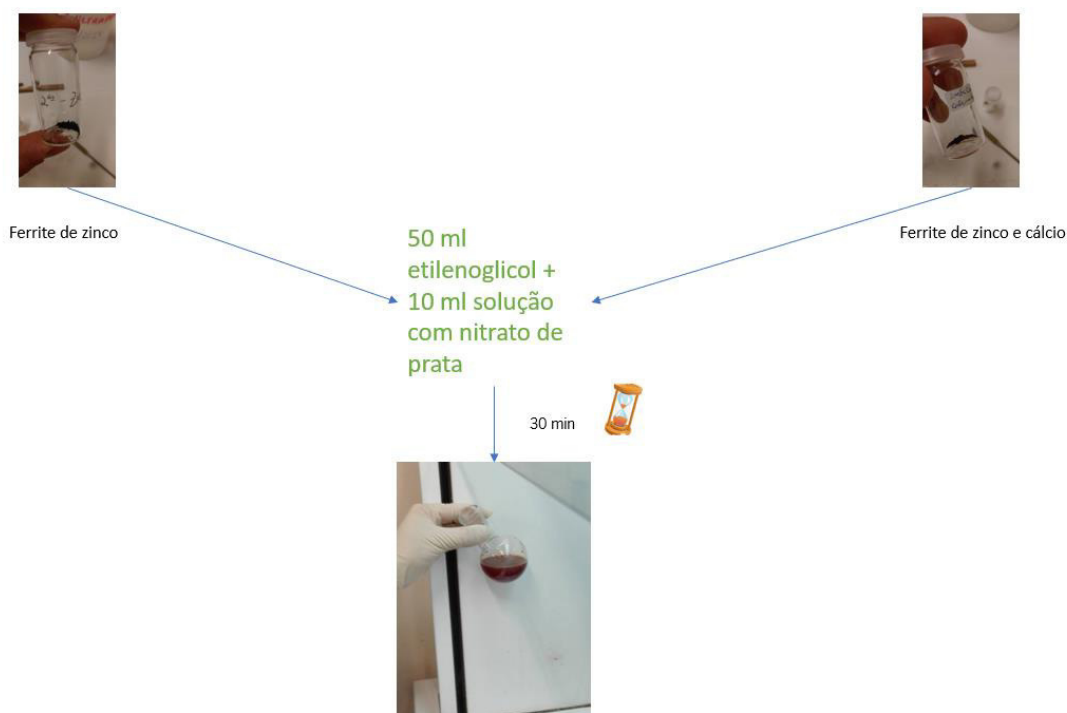 Ferrite de zinco
Ferrite de zinco e cálcio
50 ml
etilenoglicol +
10 ml solução
com nitrato de
prata
30 min